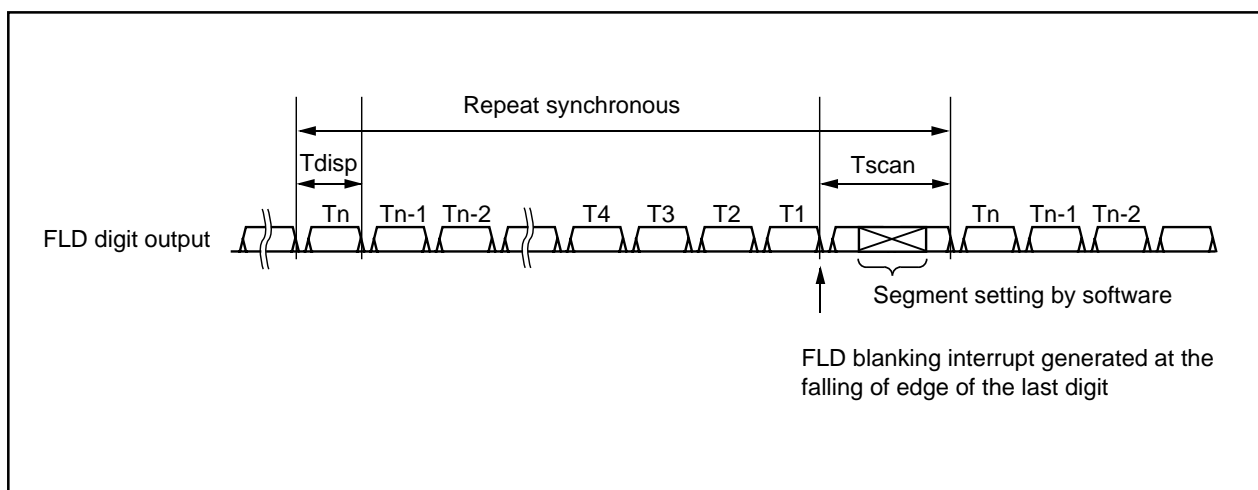 Repeat synchronous
Tdisp
Tscan
FLD digit output
Tn
Tn-1
Tn-2
T4
T3
T2
T1
Tn
Tn-1
Tn-2
Segment setting by software
FLD blanking interrupt generated at the
falling of edge of the last digit